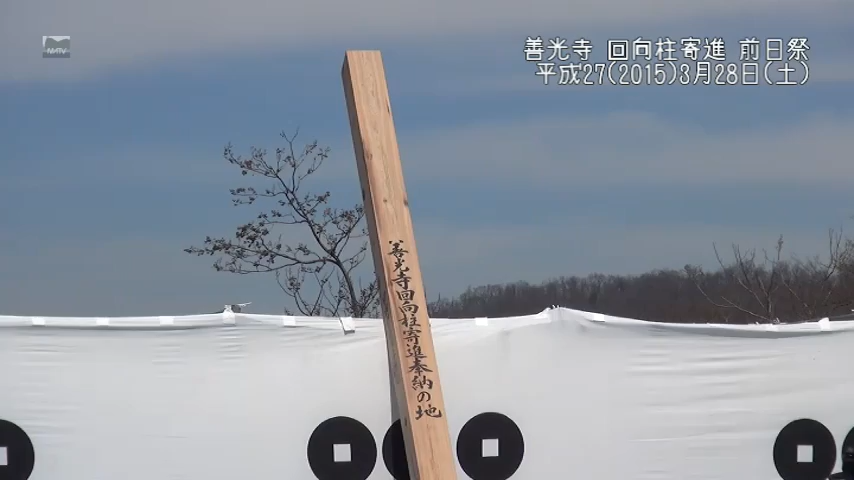 善光寺 回向柱寄進 前日祭
平成27(2015)3月28日(土)
善光寺回向柱寄進奉納の地